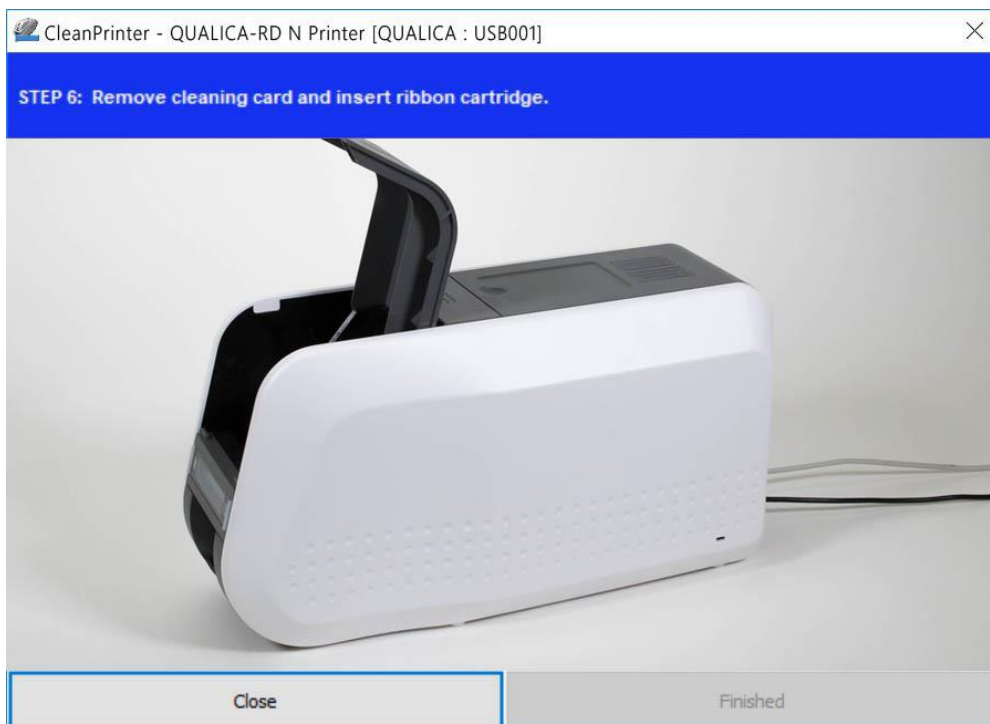 CleanPrinter - QUALICA-RD N Printer [QUALICA : USB001]
STEP 6: Remove cleaning card and insert ribbon cartridge.
Close
Finished